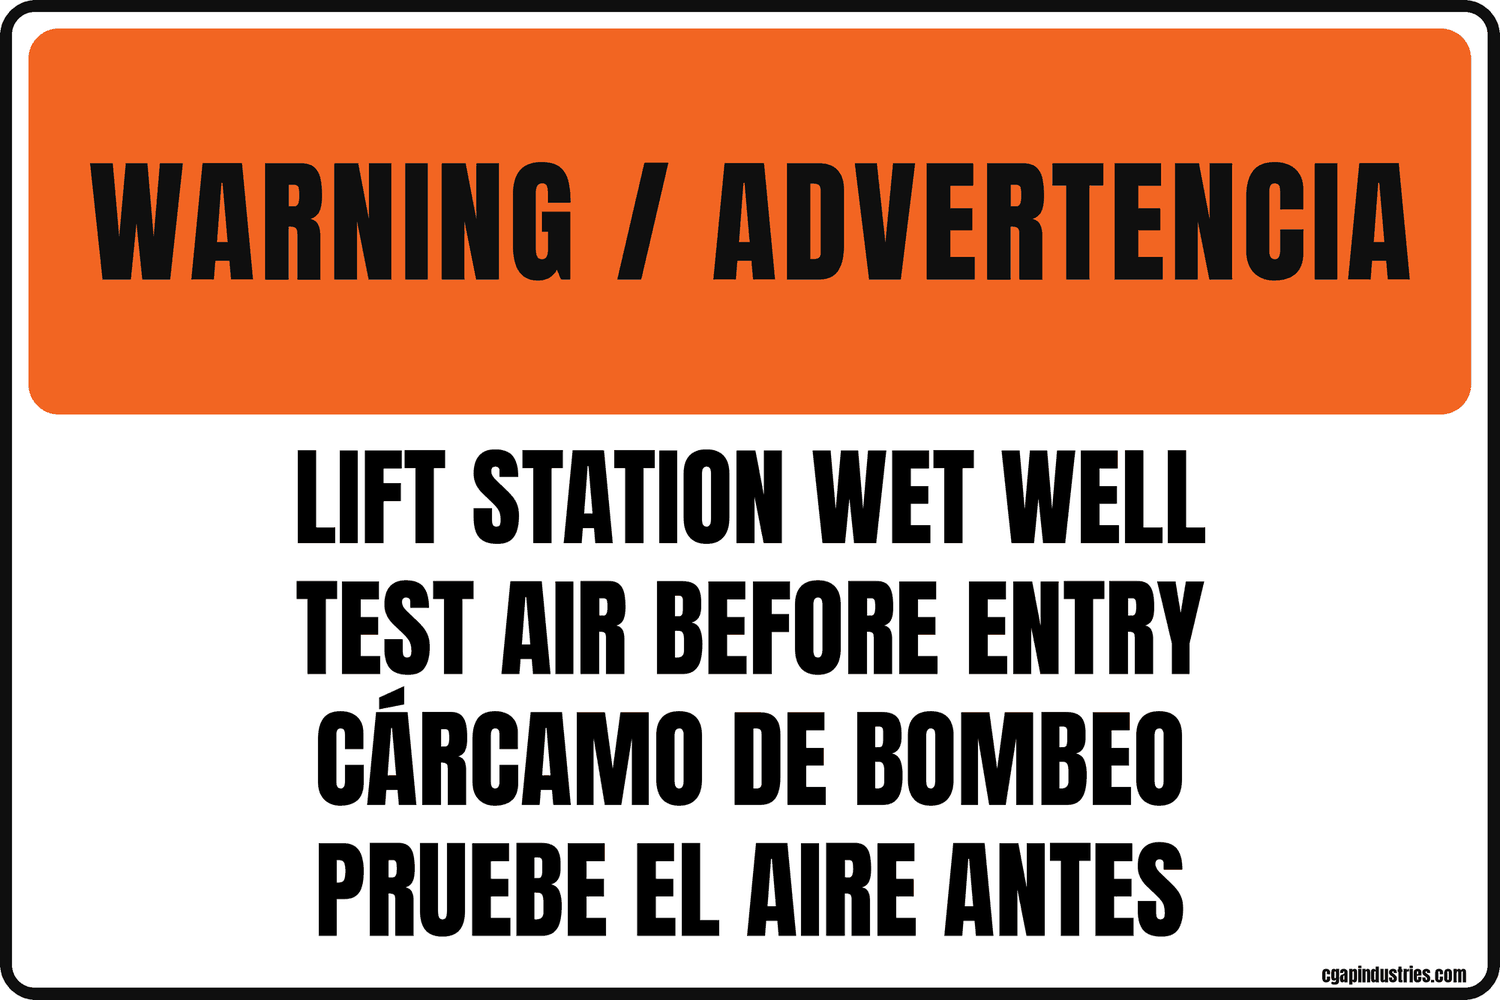 WARNING / ADVERTENCIA
LIFT STATION WET WELL
TEST AIR BEFORE ENTRY
CÁRCAMO DE BOMBEO
PRUEBE EL AIRE ANTES
cgapindustries.com